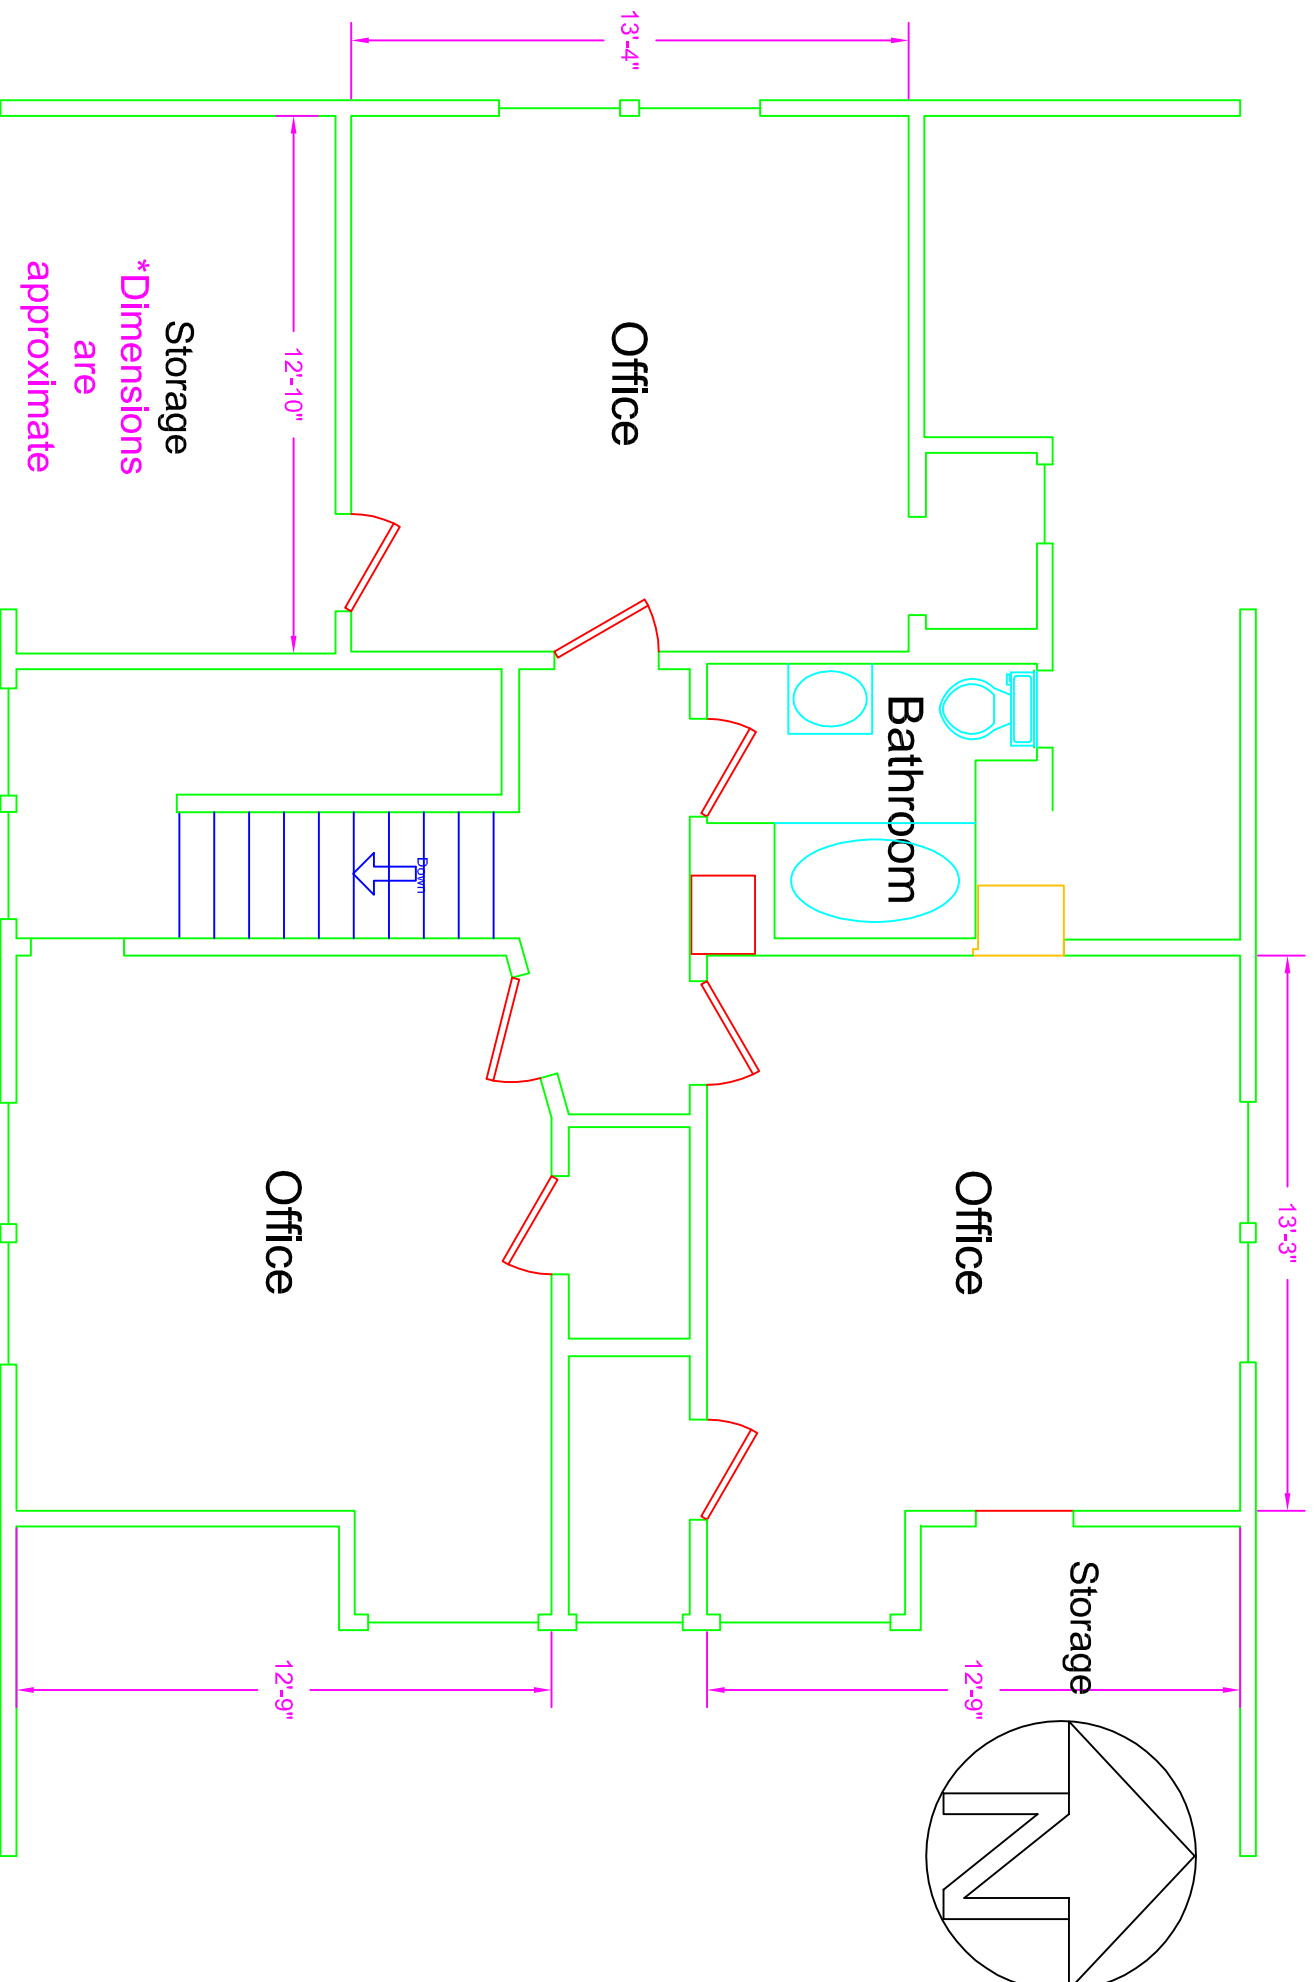 13'-4"
Office
12'-10"
Storage
*Dimensions
are
approximate
Bathroom
Down
13'-3"
Office
Office
Storage
12'-9"
12'-9"
N